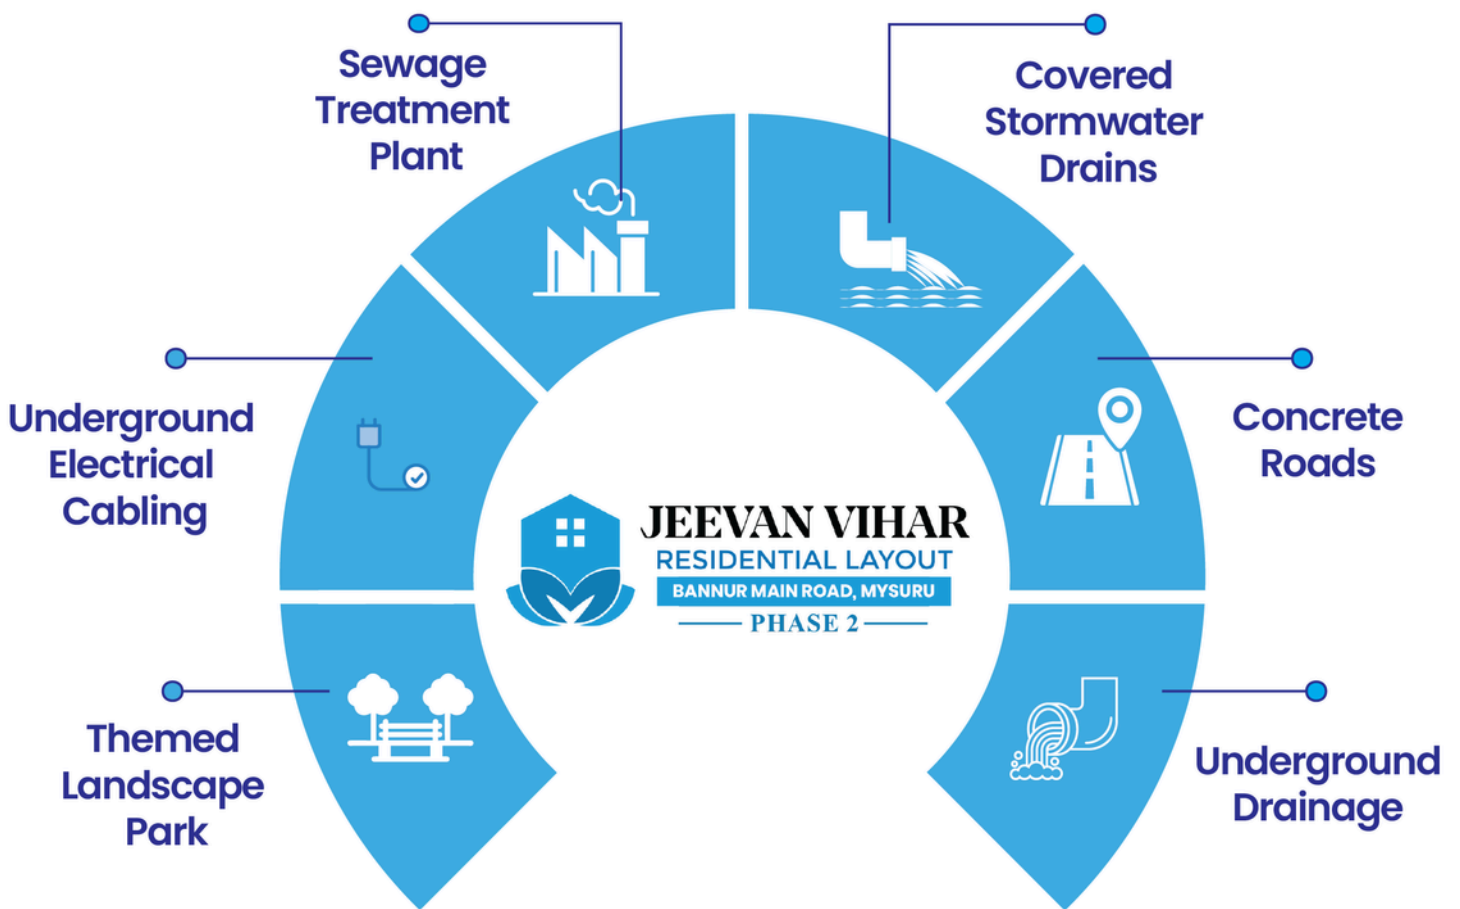 Sewage
Treatment
Plant
Covered
Stormwater
Drains
Underground
Electrical
Cabling
Concrete
Roads
JEEVAN VIHAR
RESIDENTIAL LAYOUT
BANNUR MAIN ROAD, MYSURU
PHASE 2
Themed
Landscape
Park
Underground
Drainage